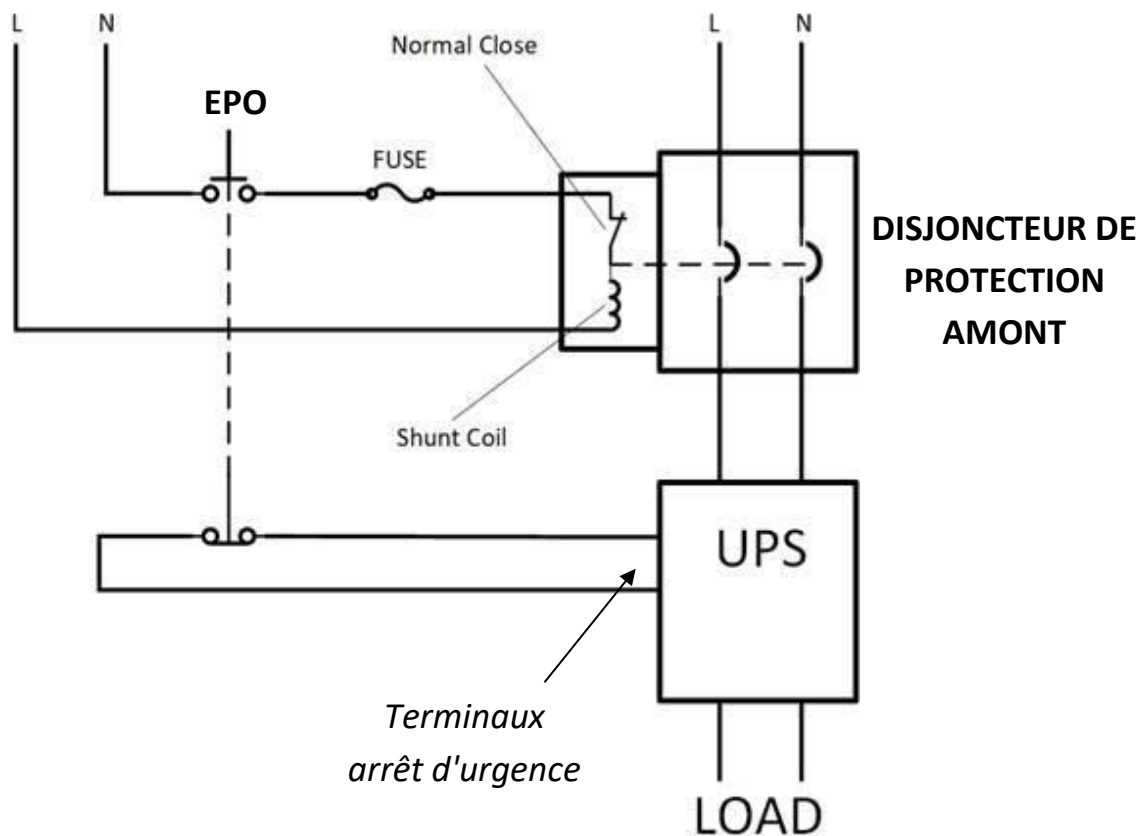 L N
L N
Normal Close
EPO
FUSE
DISJONCTEUR DE
PROTECTION
AMONT
Shunt Coil
UPS
Terminaux
arrêt d'urgence
LOAD